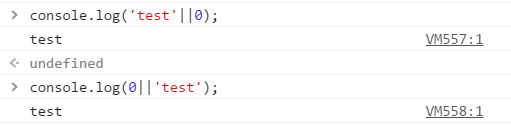 > console.log('test'||0);
test VM557:1
<· undefined
> console.log(0||'test');
test VM558:1